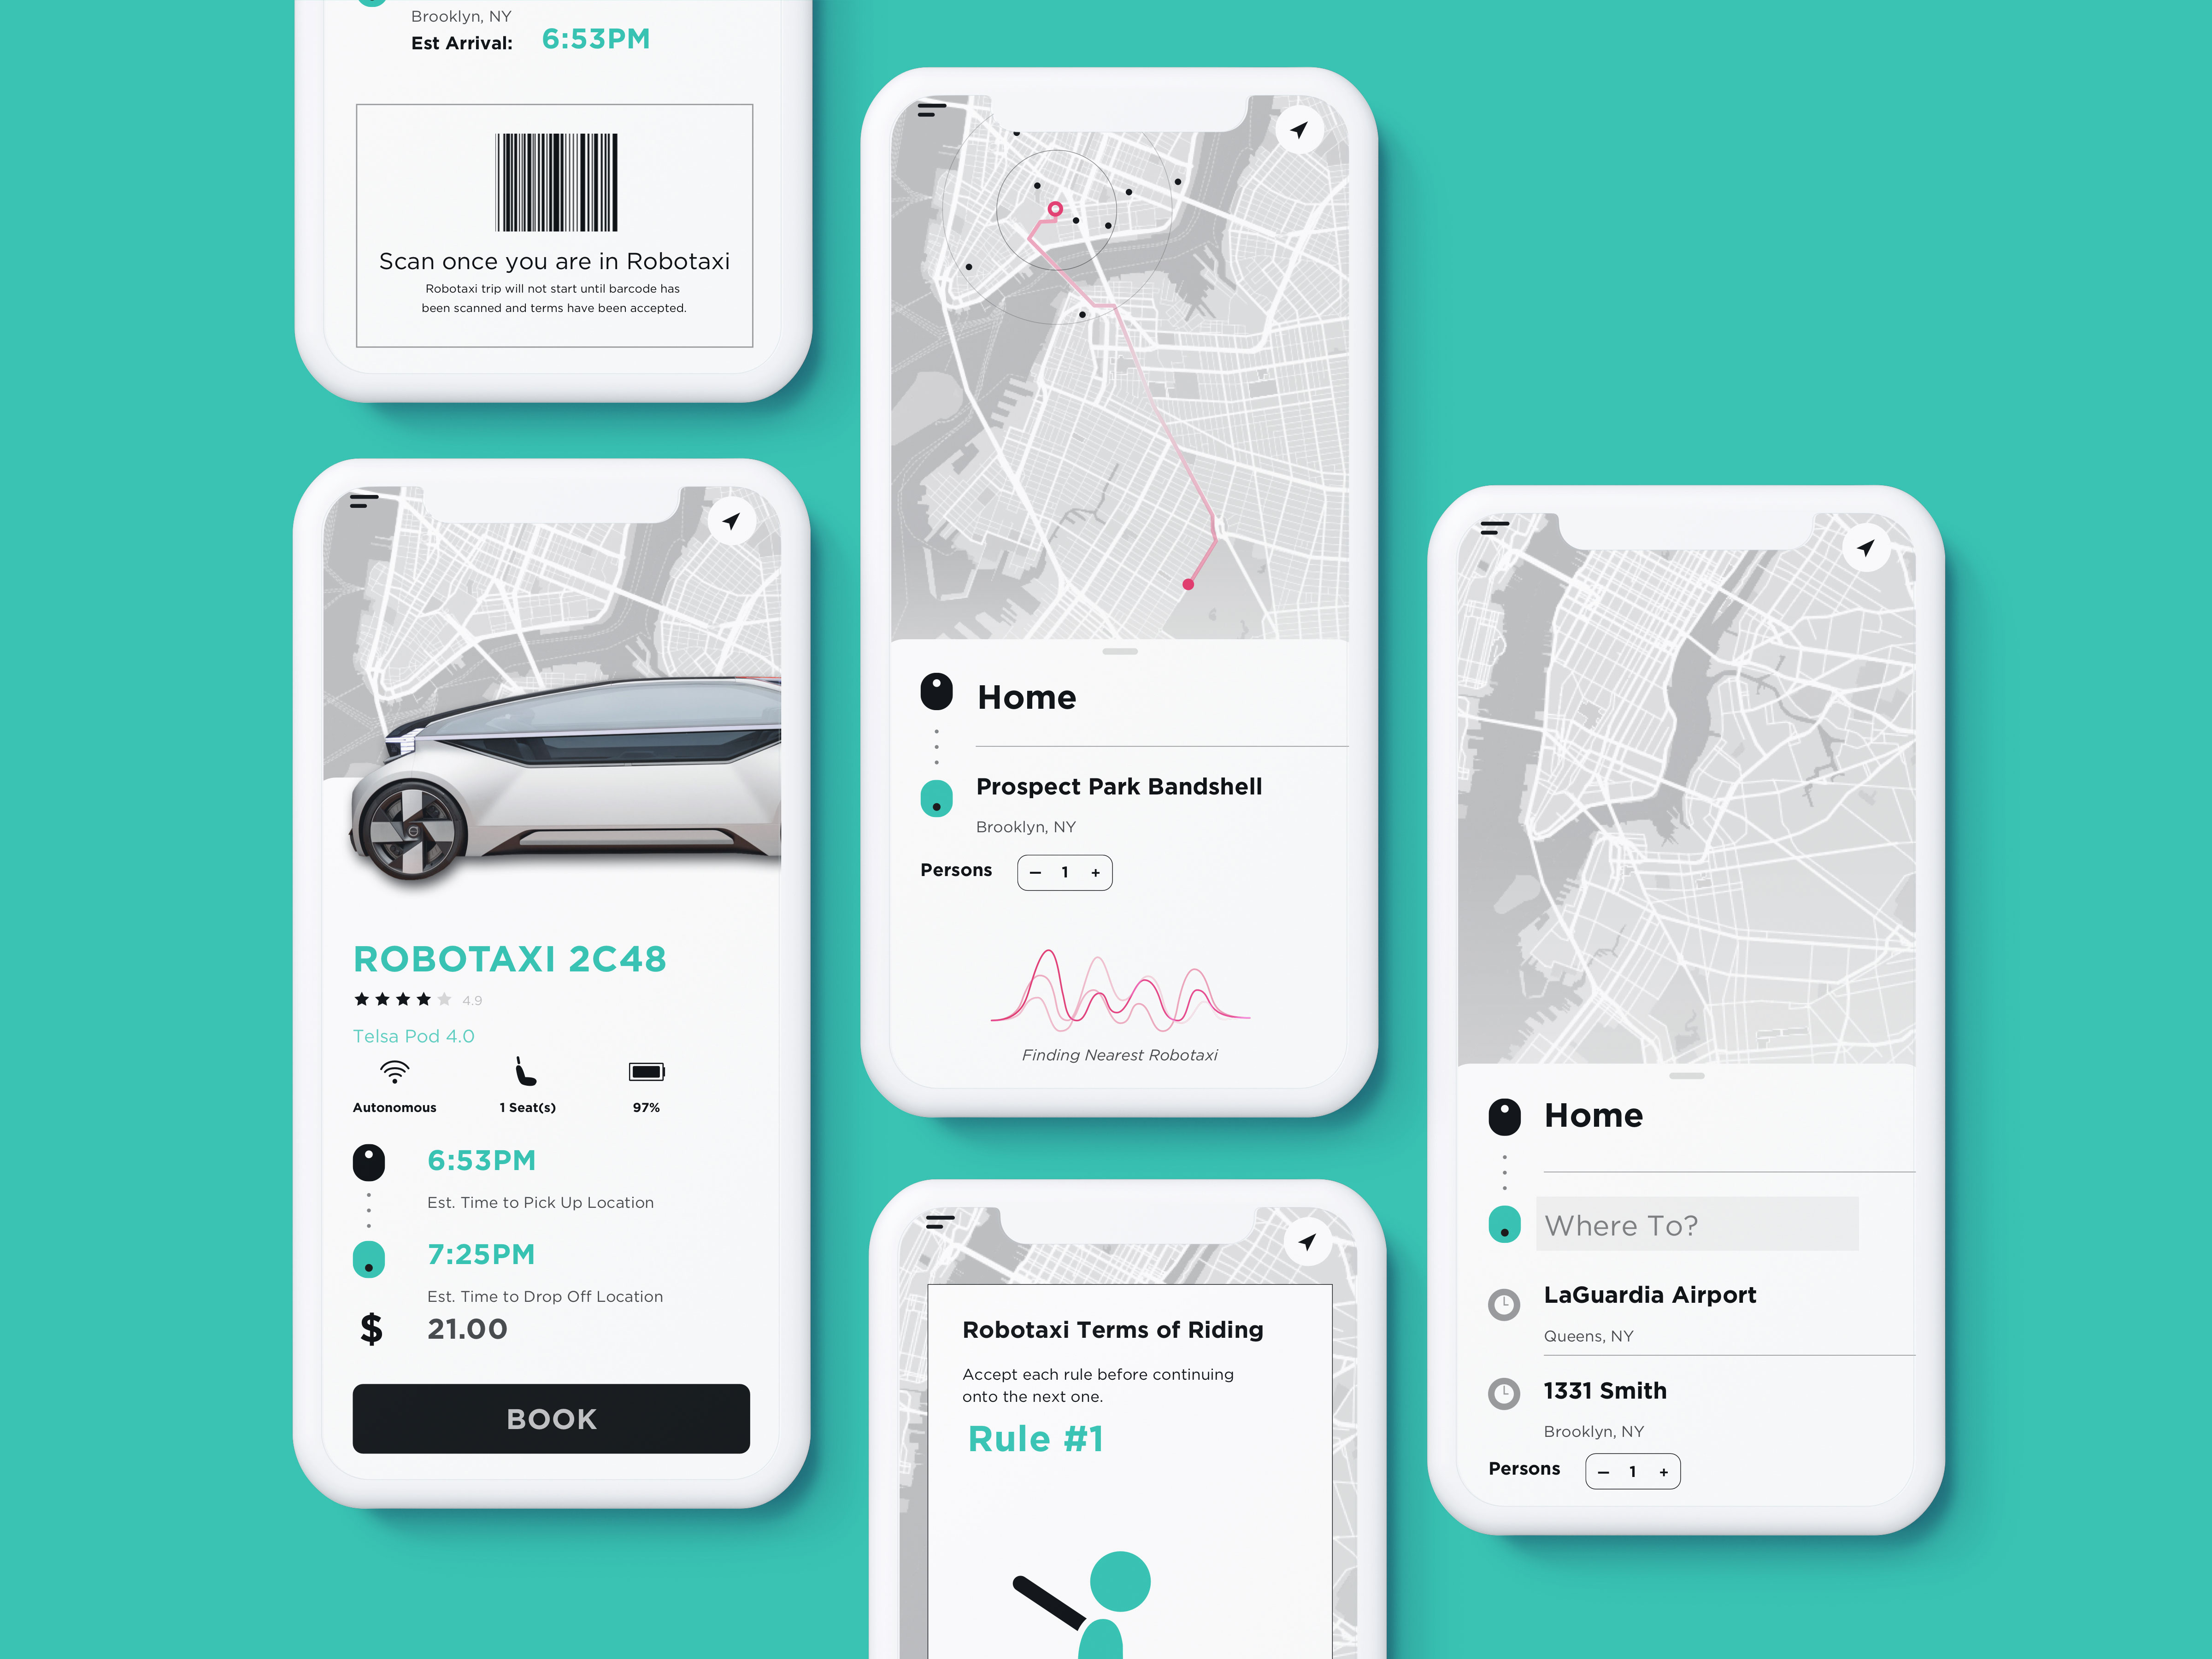 Brooklyn, NY
Est Arrival: 6:53PM
Scan once you are in Robotaxi
Robotaxi trip will not start until barcode has
been scanned and terms have been accepted.
ROBOTAXI 2C48
4.9
Telsa Pod 4.0
Autonomous 1 Seat(s) 97%
6:53PM
Est. Time to Pick Up Location
7:25PM
Est. Time to Drop Off Location
$ 21.00
BOOK
Home
Prospect Park Bandshell
Brooklyn, NY
Persons – 1 +
Finding Nearest Robotaxi
Robotaxi Terms of Riding
Accept each rule before continuing
onto the next one.
Rule #1
Home
Where To?
LaGuardia Airport
Queens, NY
1331 Smith
Brooklyn, NY
Persons – 1 +